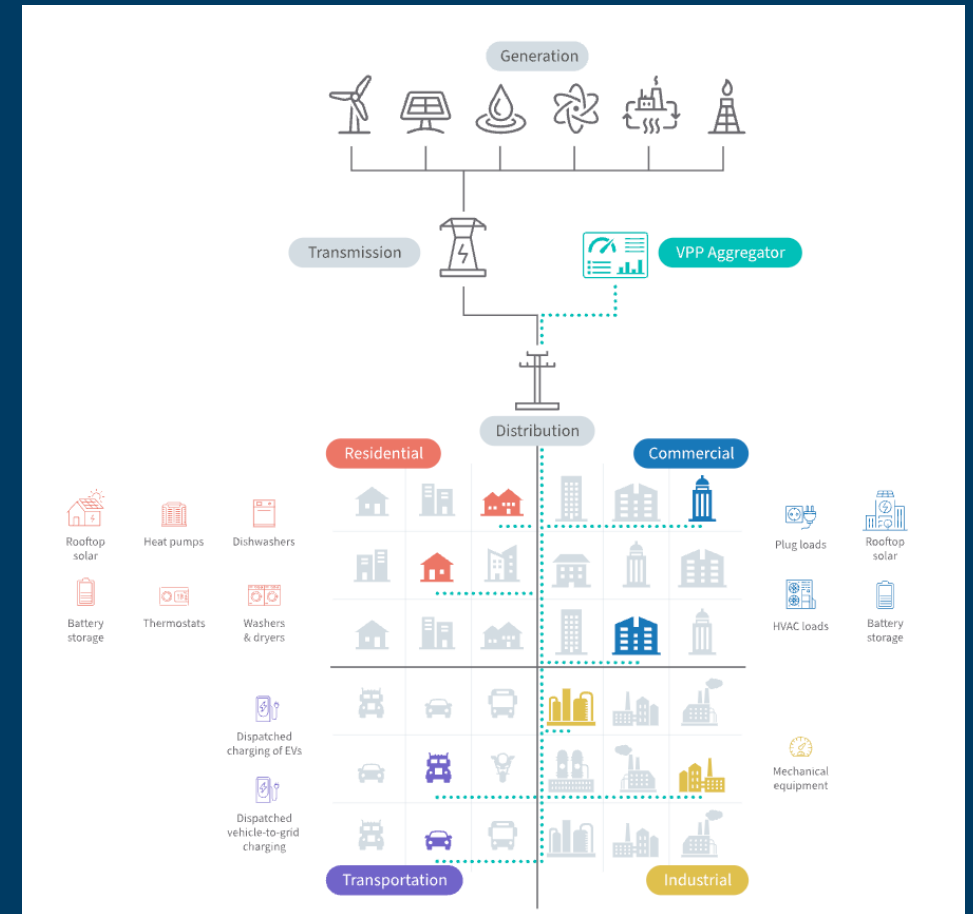 Generation
Transmission
VPP Aggregator
Distribution
Residential
Commercial
Rooftop
solar
Heat pumps
Dishwashers
Plug loads
Rooftop
solar
Battery
storage
Thermostats
Washers
& dryers
HVAC loads
Battery
storage
Dispatched
charging of EVs
Mechanical
equipment
Dispatched
vehicle-to-grid
charging
Transportation
Industrial